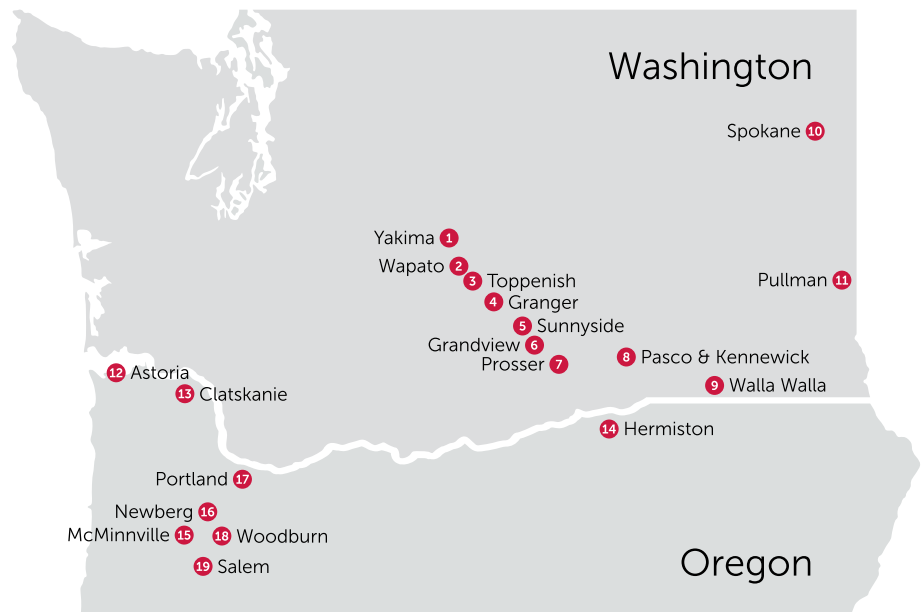 Washington
Spokane 10
Yakima 1
Wapato 2
3 Toppenish
Pullman 11
4 Granger
5 Sunnyside
Grandview 6
Prosser 7
8 Pasco & Kennewick
12 Astoria
9 Walla Walla
13 Clatskanie
14 Hermiston
Portland 17
Newberg 16
McMinnville 15
18 Woodburn
Oregon
19 Salem